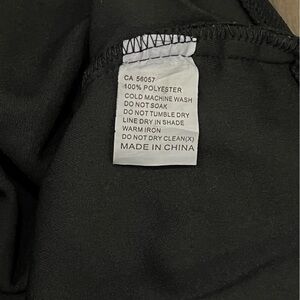 CA 56057
100% POLYESTER
COLD MACHINE WASH
DO NOT SOAK
DO NOT TUMBLE DRY
LINE DRY IN SHADE
WARM IRON
DO NOT DRY CLEAN(X)
MADE IN CHINA